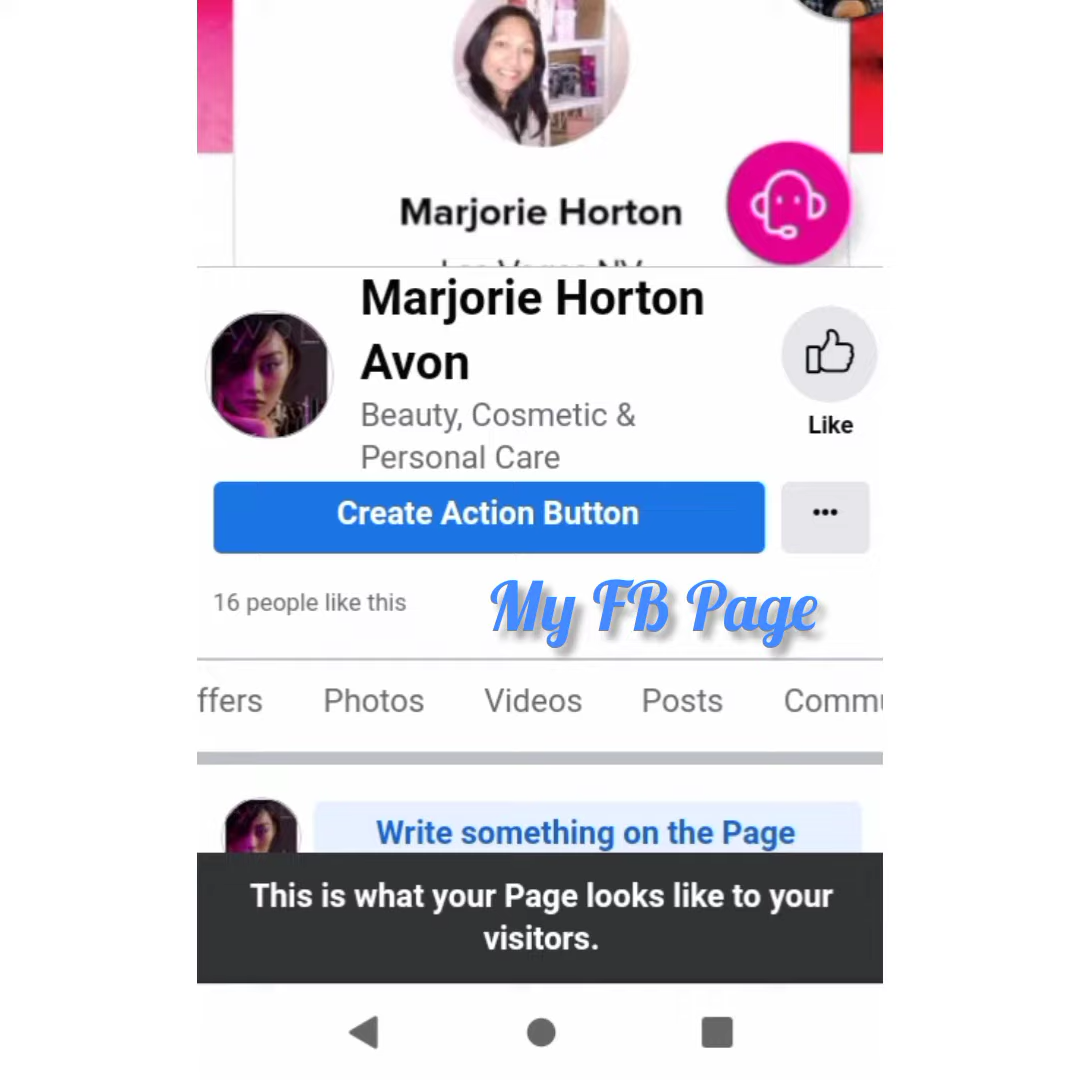 Marjorie Horton
Marjorie Horton
Avon
Beauty, Cosmetic &
Personal Care
Like
Create Action Button
16 people like this
My FB Page
ffers Photos Videos Posts Commu
Write something on the Page
This is what your Page looks like to your
visitors.